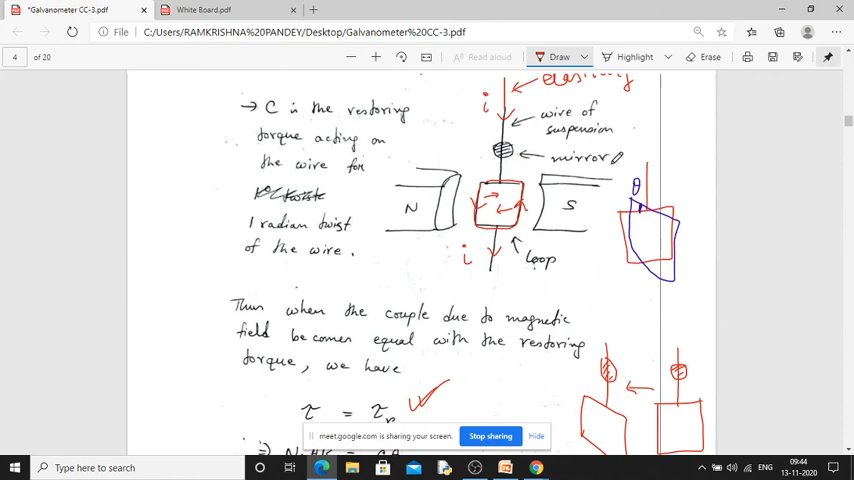 *Galvanometer CC-3.pdf
White Board.pdf
C:/Users/RAMKRISHNA%20PANDEY/Desktop/Galvanometer%20CC-3.pdf
4 of 20
Read aloud
Draw
Highlight
Erase
elasticity
→ C is the restoring
torque acting on
the wire for
1 radian twist
of the wire.
i
wire of
suspension
mirror
N
S
θ
i
loop
Thus when the couple due to magnetic
field becomes equal with the restoring
torque, we have
τ = τr
meet.google.com is sharing your screen.
Stop sharing
Hide
Type here to search
ENG
09:44
13-11-2020